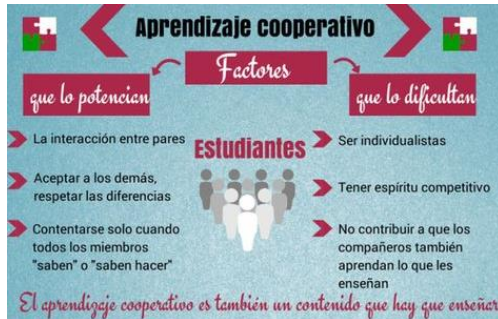 Aprendizaje cooperativo
Factores
que lo potencian
La interacción entre pares
Aceptar a los demás,
respetar las diferencias
Contentarse solo cuando
todos los miembros
"saben" o "saben hacer"
Estudiantes
que lo dificultan
Ser individualistas
Tener espíritu competitivo
No contribuir a que los
compañeros también
aprendan lo que les
enseñan
El aprendizaje cooperativo es también un contenido que hay que enseñar